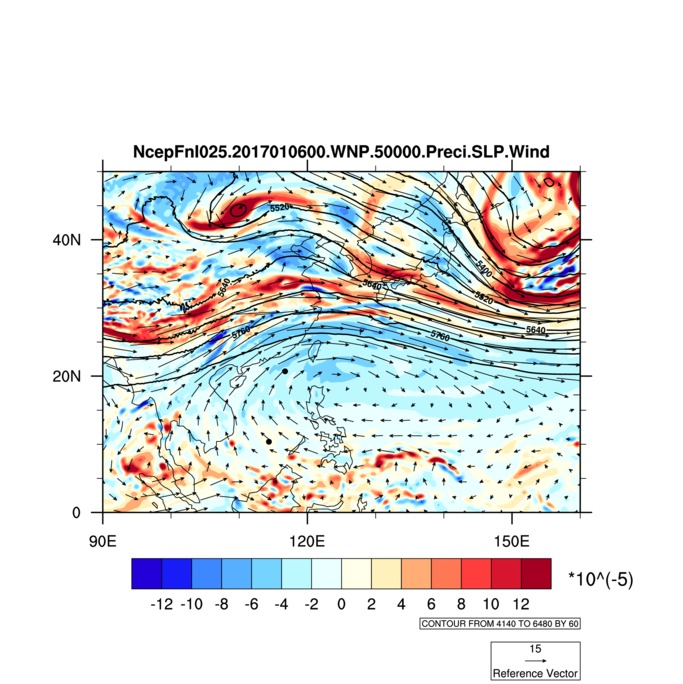 NcepFnl025.2017010600.WNP.50000.Preci.SLP.Wind
5520
40N
5400
5640
5640
5520
5640
5760
5760
20N
0
90E 120E 150E
-12 -10 -8 -6 -4 -2 0 2 4 6 8 10 12
*10^(-5)
CONTOUR FROM 4140 TO 6480 BY 60
15
Reference Vector